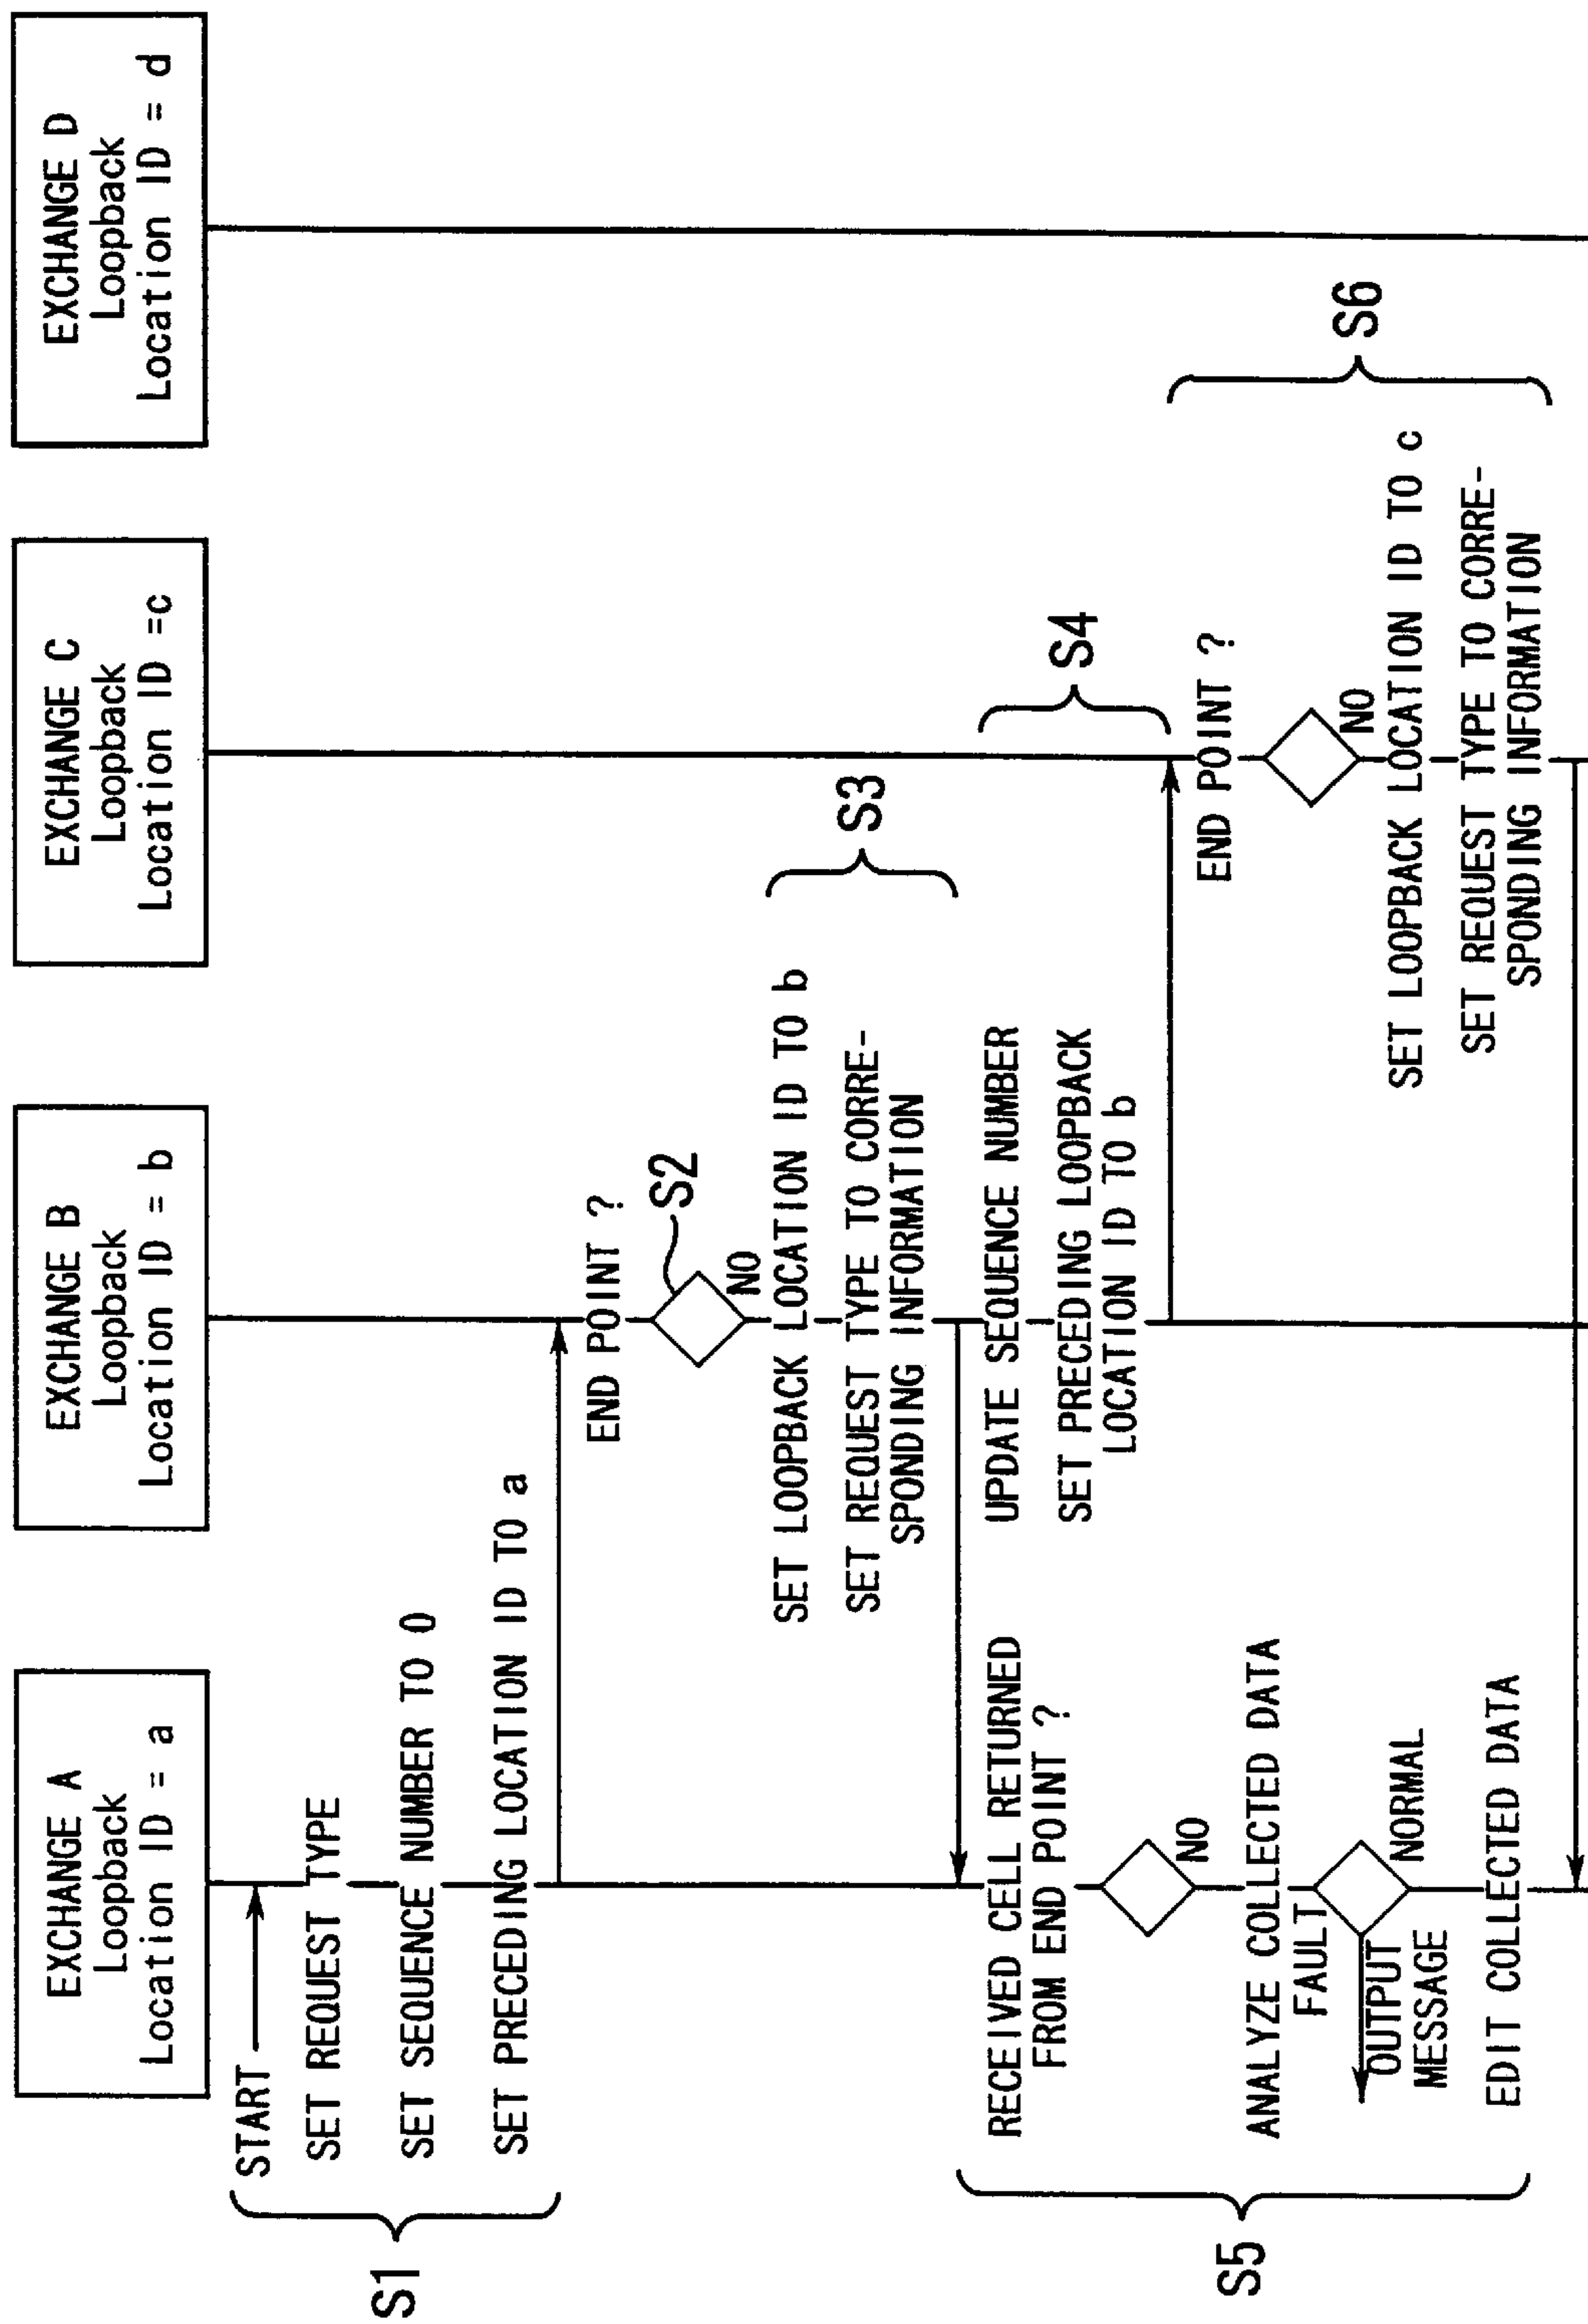 EXCHANGE A
Loopback
Location ID = a
EXCHANGE B
Loopback
Location ID = b
EXCHANGE C
Loopback
Location ID =c
EXCHANGE D
Loopback
Location ID = d
START
SET REQUEST TYPE
SET SEQUENCE NUMBER TO 0
SET PRECEDING LOCATION ID TO a
S1
END POINT ?
S2
NO
SET LOOPBACK LOCATION ID TO b
SET REQUEST TYPE TO CORRE-
SPONDING INFORMATION
S3
UPDATE SEQUENCE NUMBER
SET PRECEDING LOOPBACK
LOCATION ID TO b
S4
RECEIVED CELL RETURNED
FROM END POINT ?
NO
ANALYZE COLLECTED DATA
FAULT
NORMAL
OUTPUT
MESSAGE
EDIT COLLECTED DATA
S5
END POINT ?
NO
SET LOOPBACK LOCATION ID TO c
SET REQUEST TYPE TO CORRE-
SPONDING INFORMATION
S6